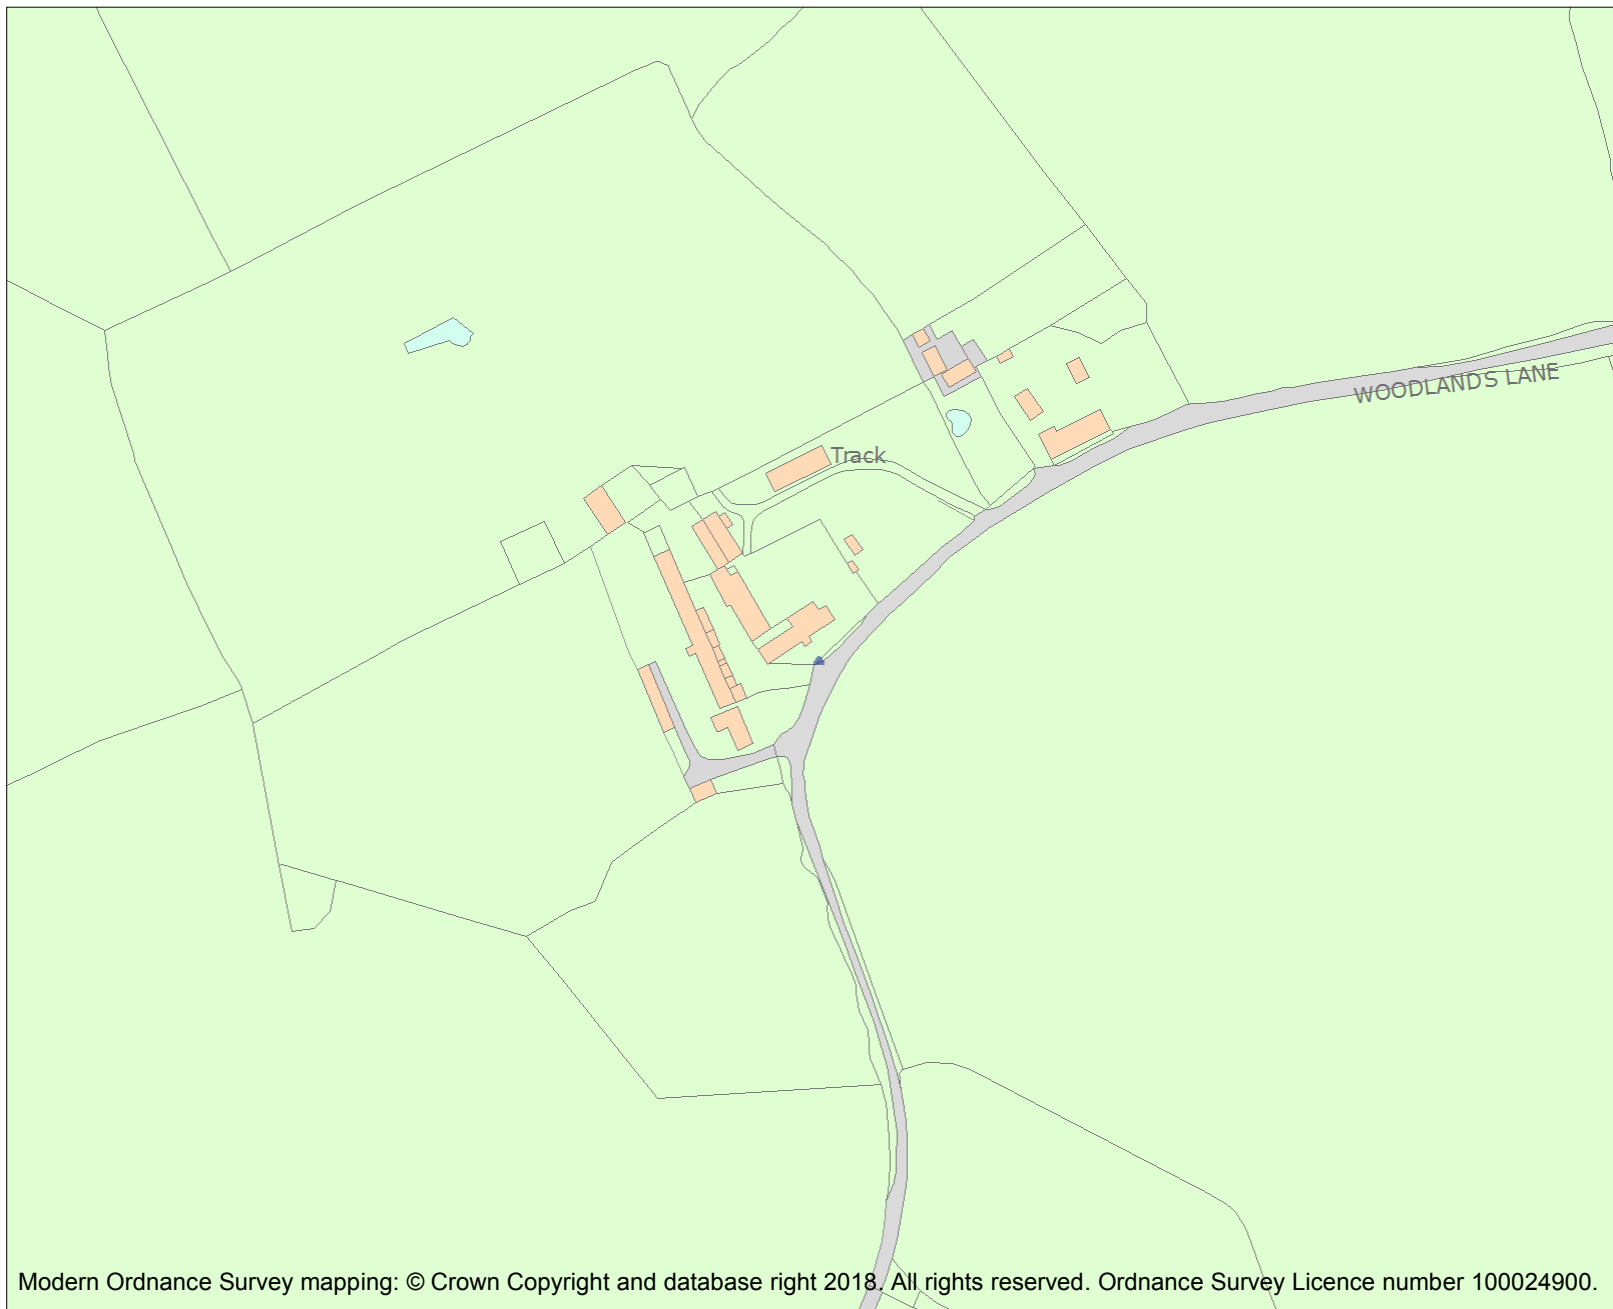 WOODLANDS LANE
Track
Modern Ordnance Survey mapping: © Crown Copyright and database right 2018. All rights reserved. Ordnance Survey Licence number 100024900.